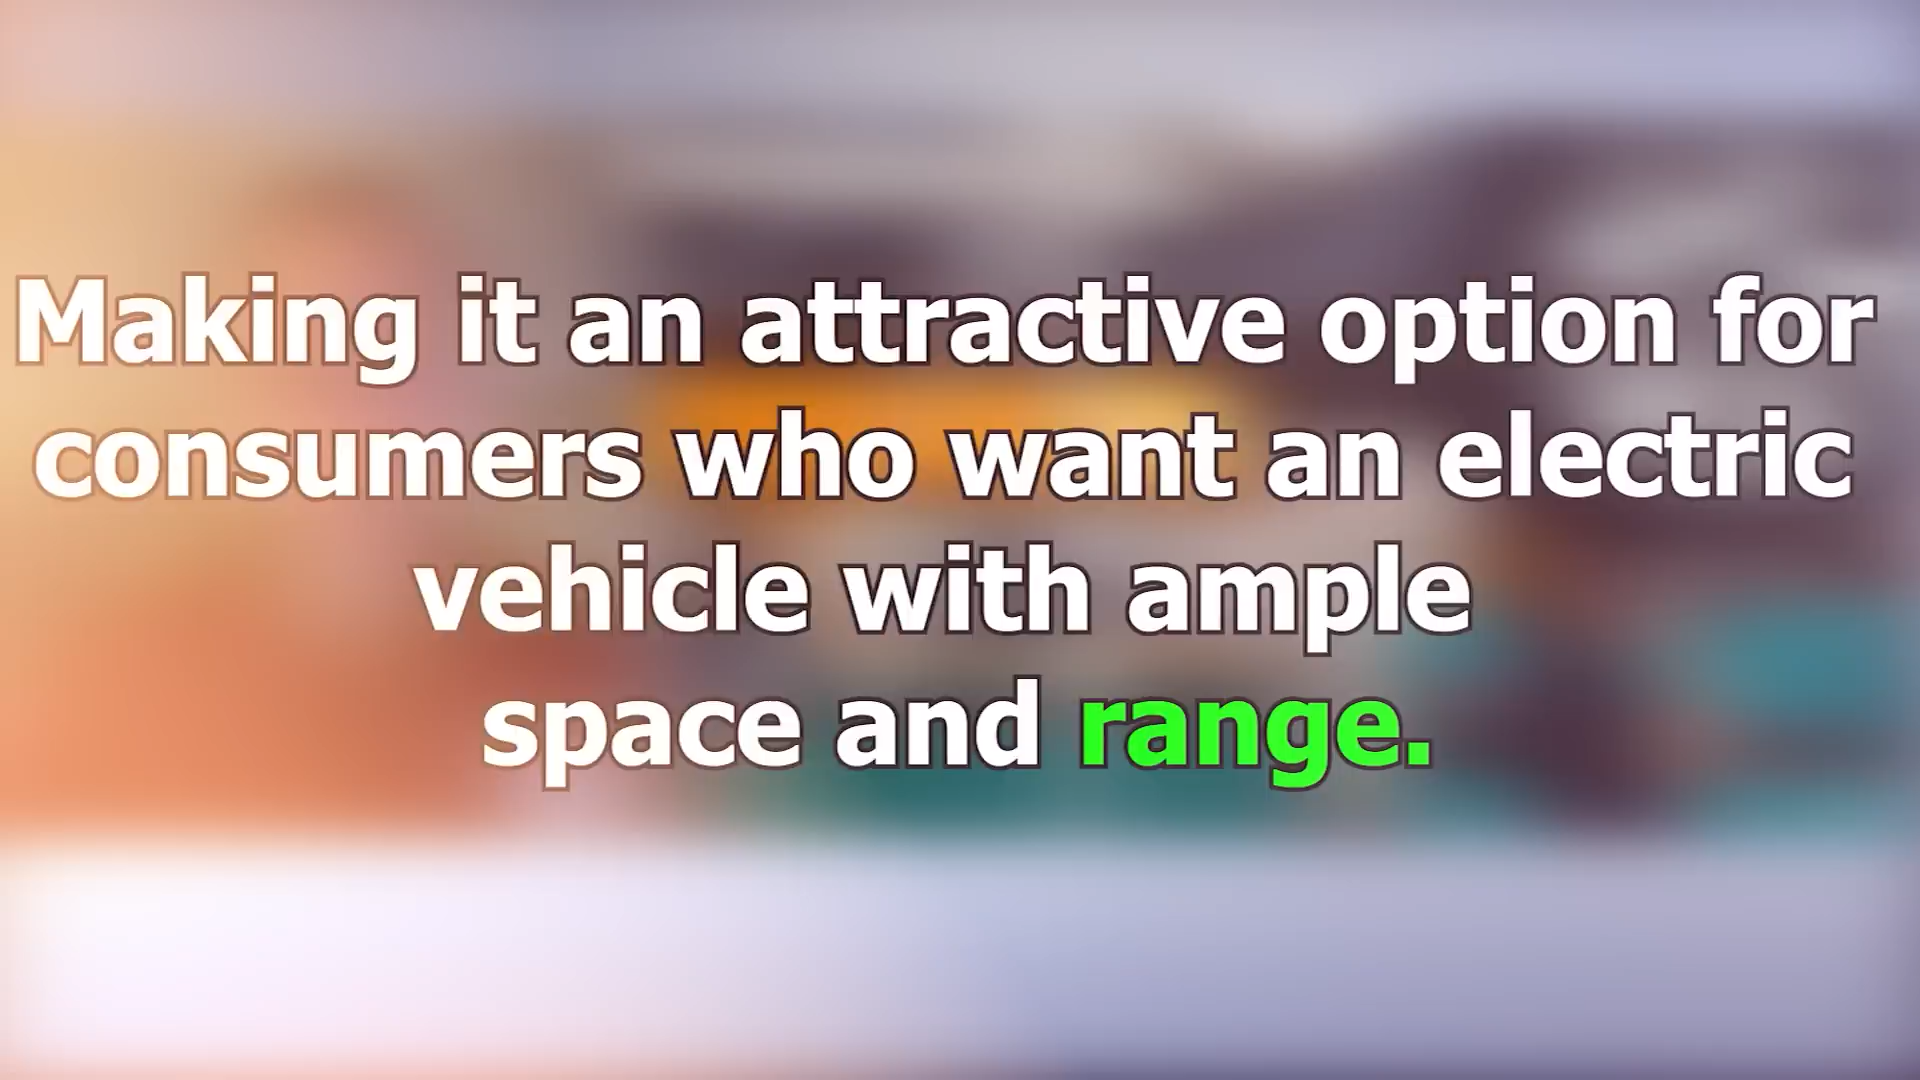 Making it an attractive option for
consumers who want an electric
vehicle with ample
space and range.